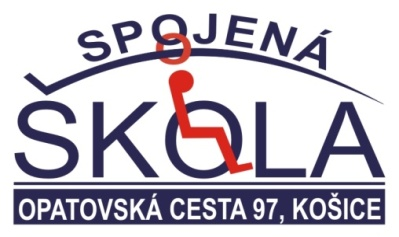 SPOJENÁ
ŠKOLA
OPATOVSKÁ CESTA 97, KOŠICE